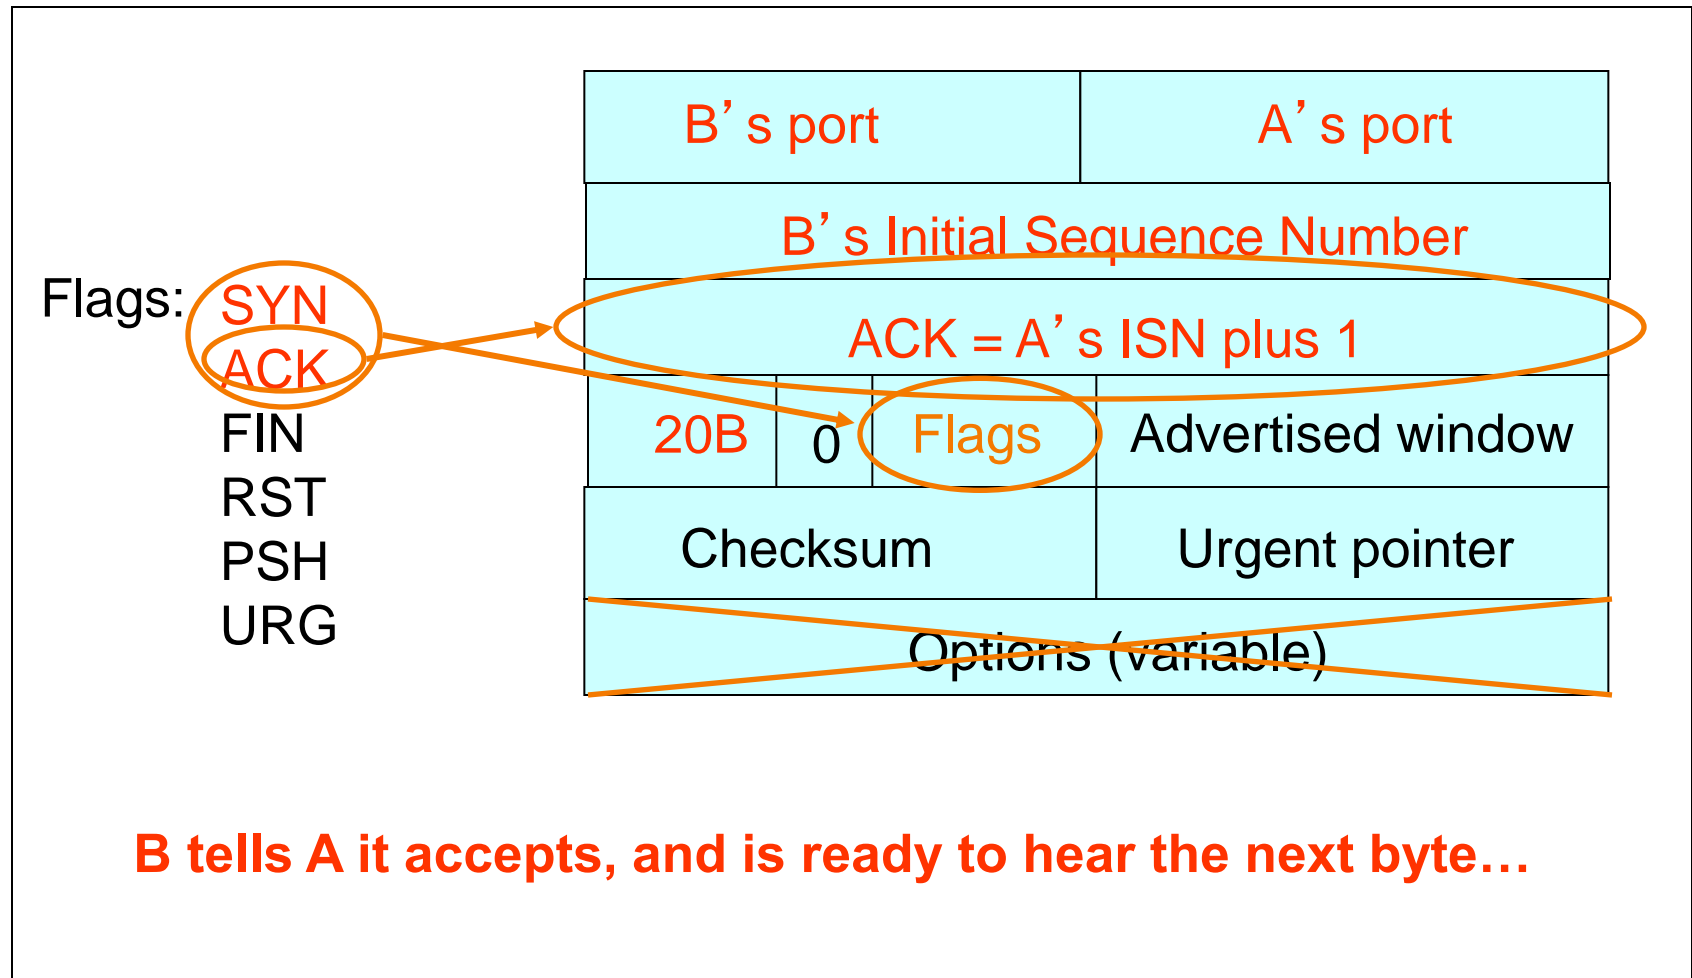 B’s port
A’s port
B’s Initial Sequence Number
Flags:
SYN
ACK
FIN
RST
PSH
URG
ACK = A’s ISN plus 1
20B
0
Flags
Advertised window
Checksum
Urgent pointer
Options (variable)
B tells A it accepts, and is ready to hear the next byte…